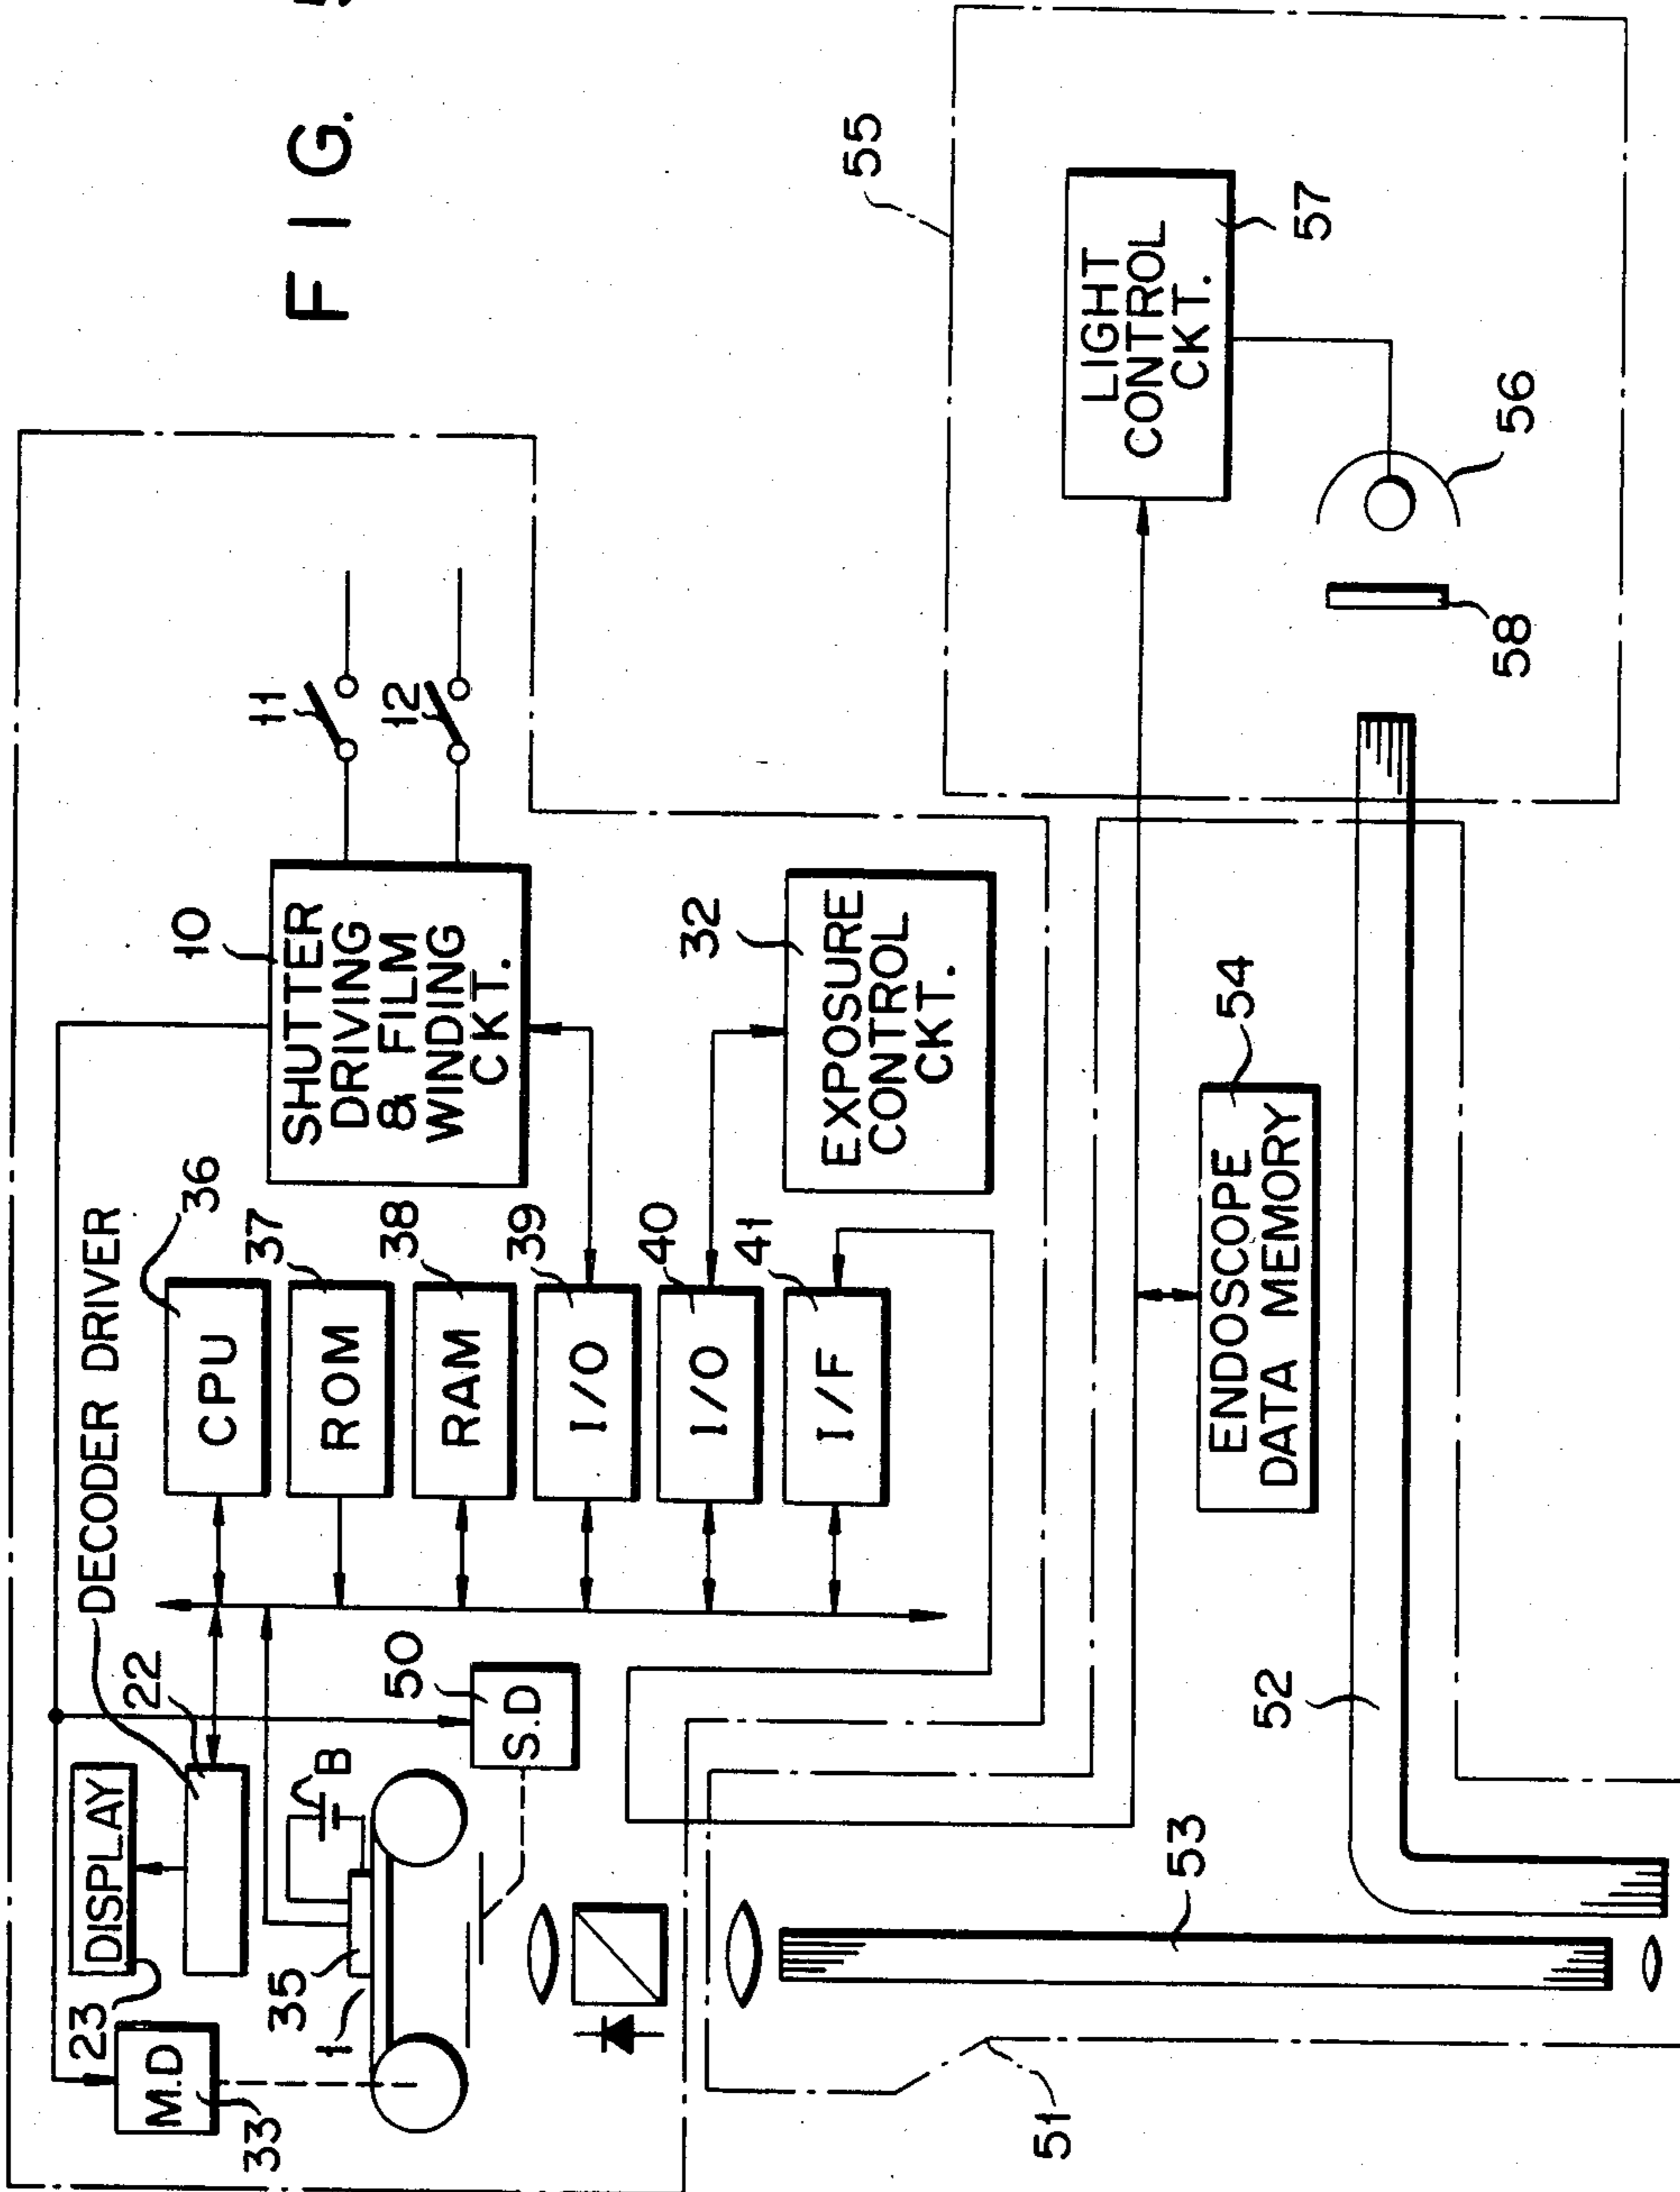 FIG.
DECODER DRIVER
36
10
11
12
DISPLAY
22
23
M.D
33
CPU
37
ROM
38
RAM
39
I/O
40
I/O
41
I/F
SHUTTER
DRIVING
& FILM
WINDING
CKT.
32
EXPOSURE
CONTROL
CKT.
B
35
1
50
S.D
55
LIGHT
CONTROL
CKT.
57
56
58
54
ENDOSCOPE
DATA MEMORY
52
53
51